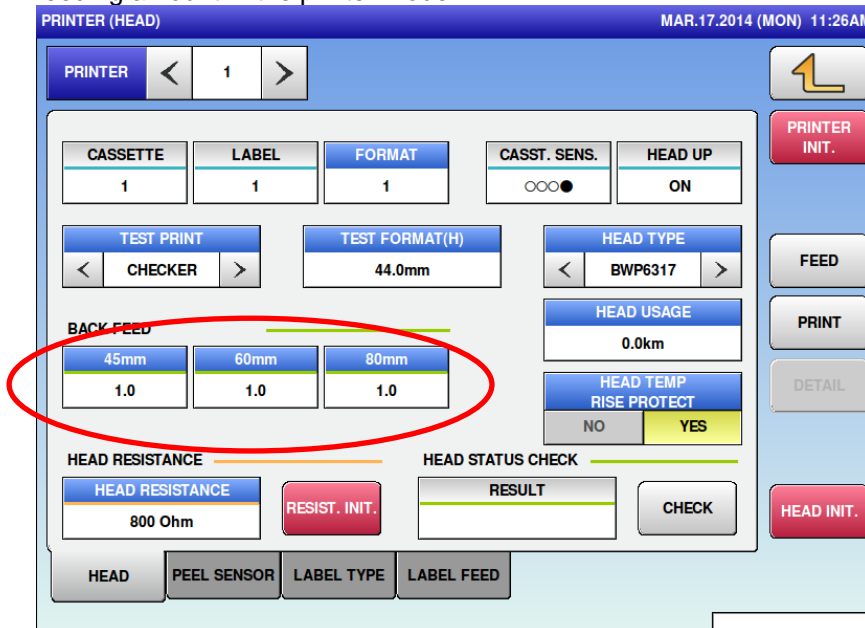 PRINTER (HEAD) MAR.17.2014 (MON) 11:26AM
PRINTER < 1 >
PRINTER INIT.
CASSETTE LABEL FORMAT CASST. SENS. HEAD UP
1 1 1 ○○○● ON
TEST PRINT TEST FORMAT(H) HEAD TYPE
< CHECKER > 44.0mm < BWP6317 >
FEED
HEAD USAGE
0.0km
PRINT
BACK FEED
45mm 60mm 80mm
1.0 1.0 1.0
HEAD TEMP
RISE PROTECT
NO YES
DETAIL
HEAD RESISTANCE HEAD STATUS CHECK
HEAD RESISTANCE RESULT
800 Ohm
RESIST. INIT.
CHECK
HEAD INIT.
HEAD PEEL SENSOR LABEL TYPE LABEL FEED